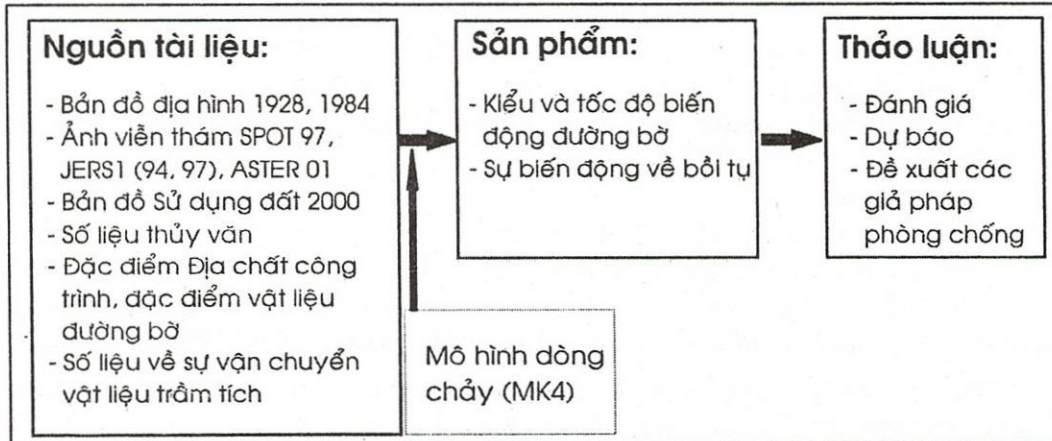 Nguồn tài liệu:
- Bản đồ địa hình 1928, 1984
- Ảnh viễn thám SPOT 97,
JERS1 (94, 97), ASTER 01
- Bản đồ Sử dụng đất 2000
- Số liệu thủy văn
- Đặc điểm Địa chất công
trình, đặc điểm vật liệu
đường bờ
- Số liệu về sự vận chuyển
vật liệu trầm tích
Mô hình dòng
chảy (MK4)
Sản phẩm:
- Kiểu và tốc độ biến
động đường bờ
- Sự biến động về bồi tụ
Thảo luận:
- Đánh giá
- Dự báo
- Đề xuất các
giả pháp
phòng chống